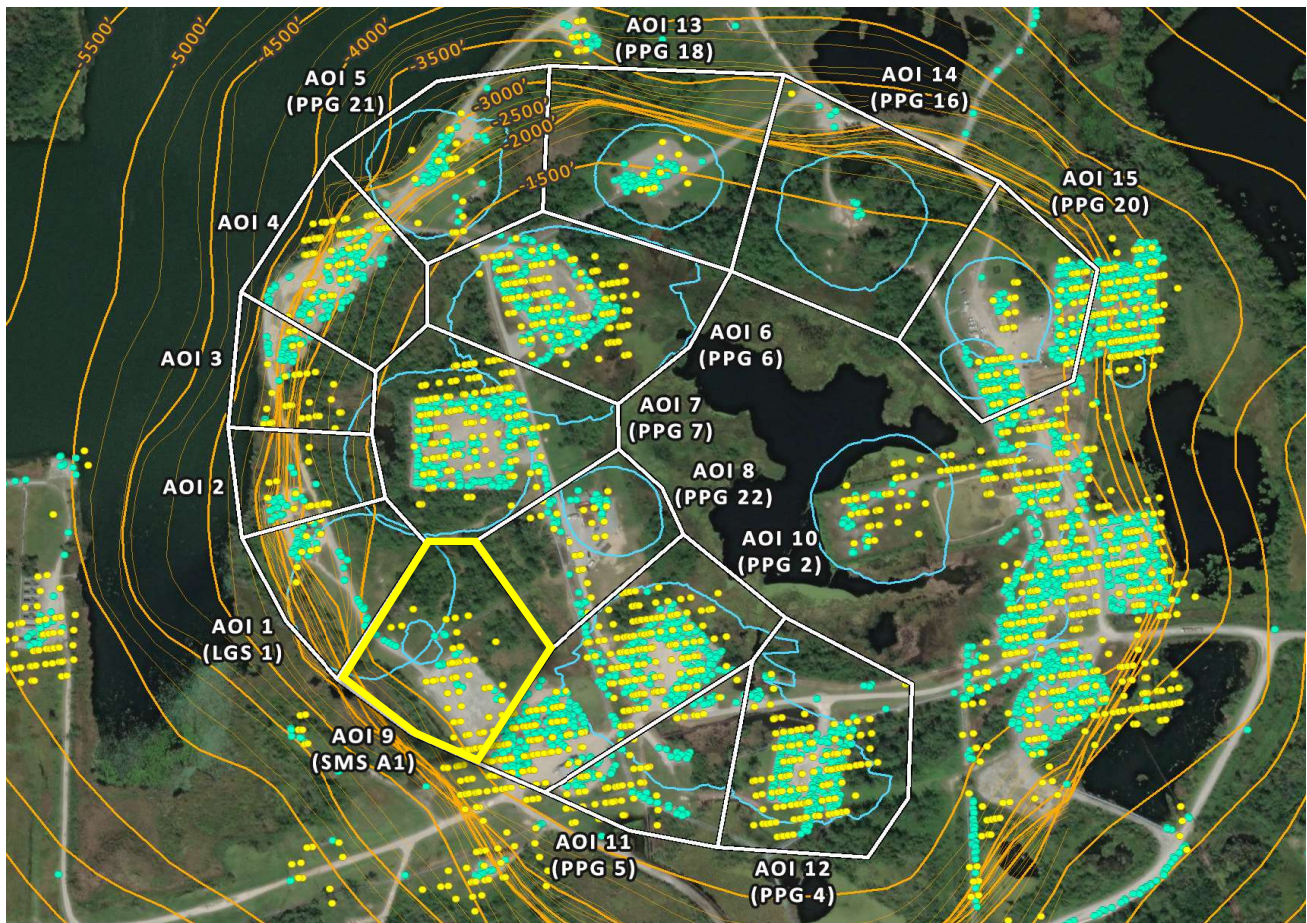 -5500'
-5000'
-4500'
-4000'
-3500'
AOI 13
(PPG 18)
AOI 5
(PPG 21)
AOI 14
(PPG 16)
-3000'
-2500'
-2000'
-1500'
AOI 15
(PPG 20)
AOI 4
AOI 3
AOI 6
(PPG 6)
AOI 7
(PPG 7)
AOI 2
AOI 8
(PPG 22)
AOI 10
(PPG 2)
AOI 1
(LGS 1)
AOI 9
(SMS A1)
AOI 11
(PPG 5)
AOI 12
(PPG 4)